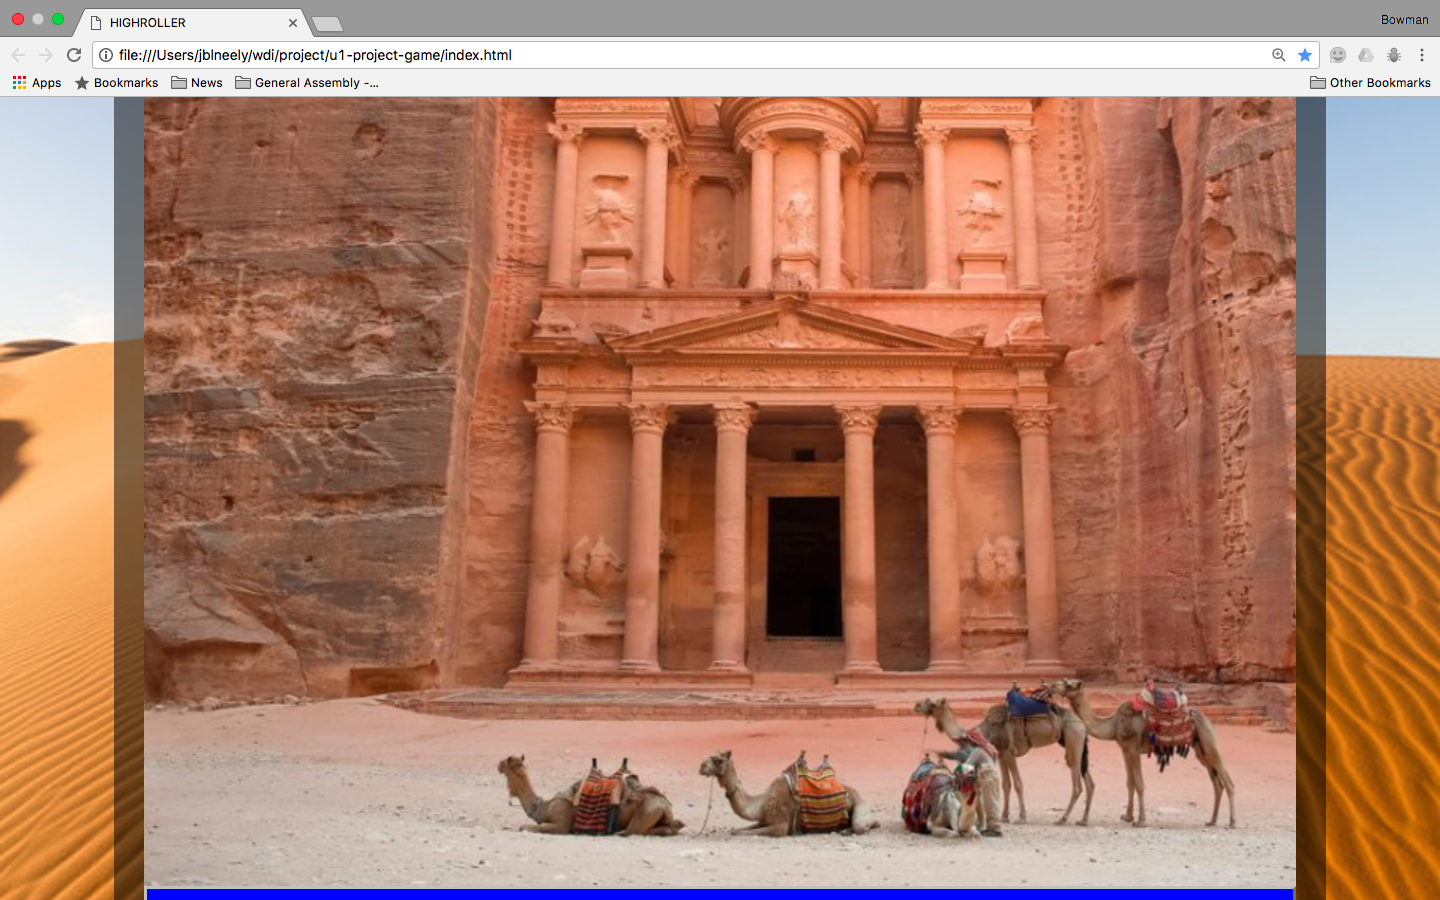 HIGHROLLER
Bowman
file:///Users/jblneely/wdi/project/u1-project-game/index.html
Apps Bookmarks News General Assembly -... Other Bookmarks